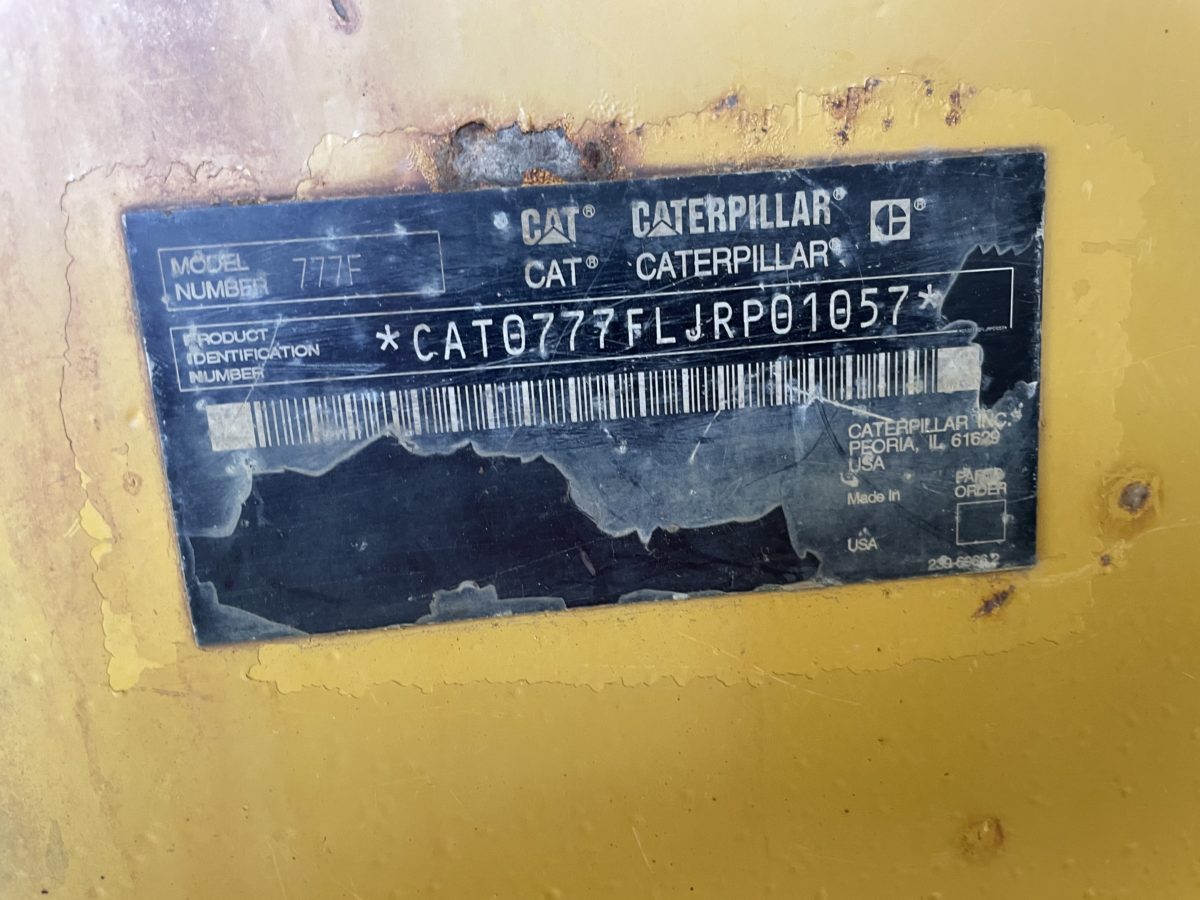 CAT® CATERPILLAR® ®
CAT® CATERPILLAR®
MODEL NUMBER 777F
PRODUCT IDENTIFICATION NUMBER *CAT0777FLJRP01057*
CATERPILLAR INC.
PEORIA, IL 61629
USA
Made In
USA
ORDER